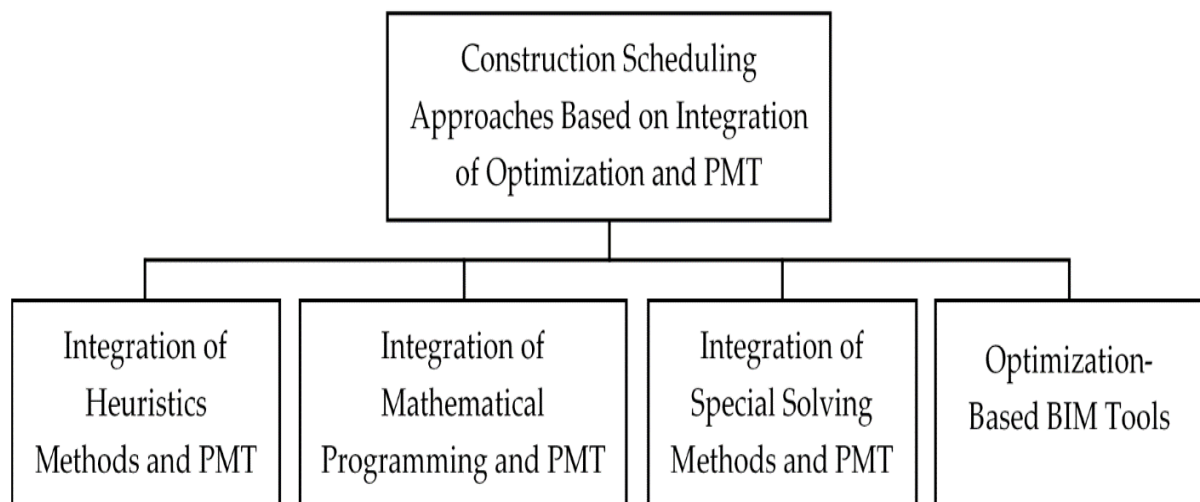 Construction Scheduling
Approaches Based on Integration
of Optimization and PMT
Integration of
Heuristics
Methods and PMT
Integration of
Mathematical
Programming and PMT
Integration of
Special Solving
Methods and PMT
Optimization-
Based BIM Tools